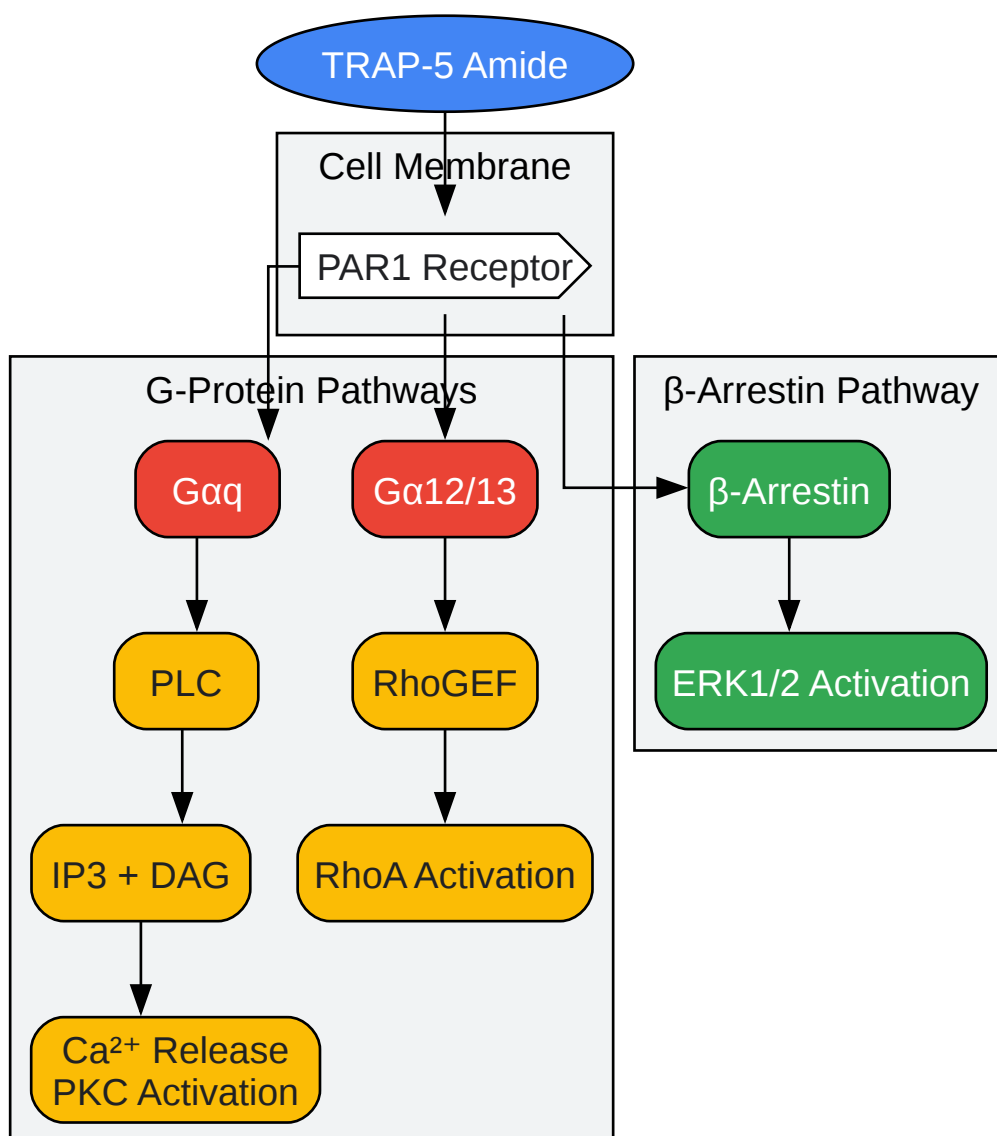 TRAP-5 Amide
Cell Membrane
PAR1 Receptor
G-Protein Pathways
β-Arrestin Pathway
Gαq
Gα12/13
β-Arrestin
PLC
RhoGEF
ERK1/2 Activation
IP3 + DAG
RhoA Activation
Ca²⁺ Release
PKC Activation